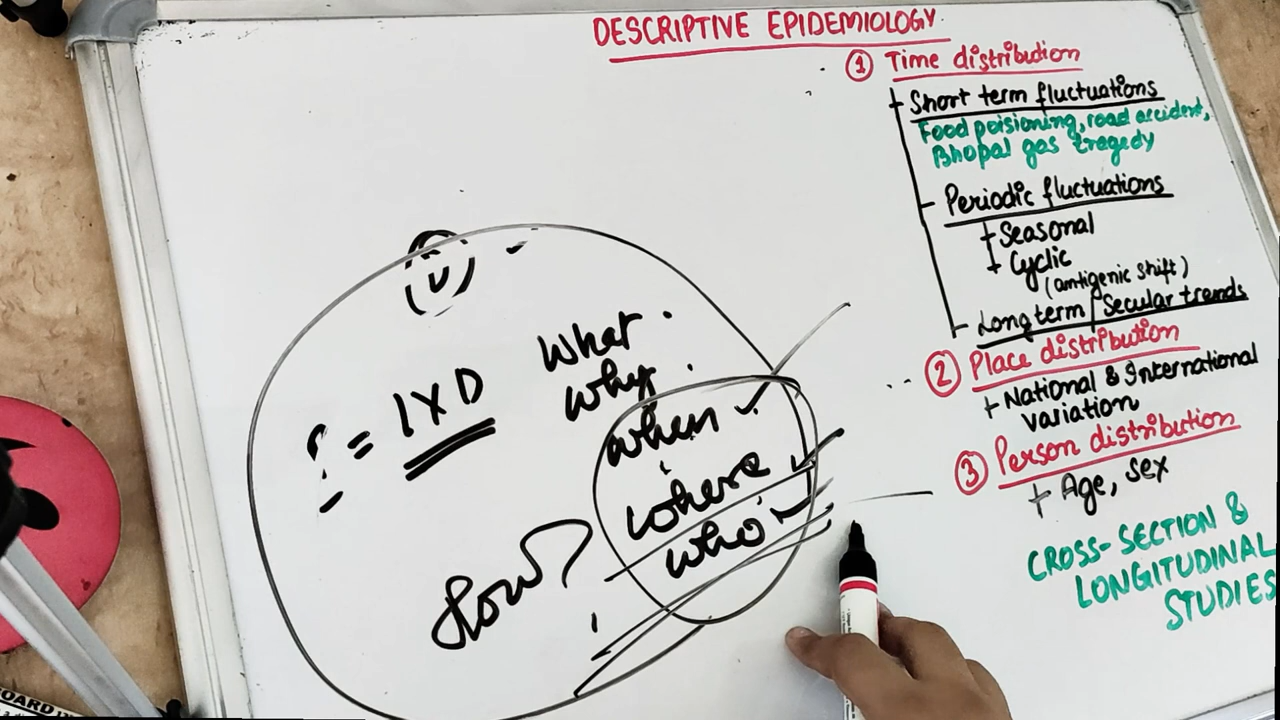 DESCRIPTIVE EPIDEMIOLOGY
① Time distribution
Short term fluctuations
Food poisioning, road accident,
Bhopal gas tragedy
Periodic fluctuations
Seasonal
Cyclic
(antigenic shift)
Long term / Secular trends
② Place distribution
National & International
variation
③ Person distribution
Age, sex
CROSS-SECTION &
LONGITUDINAL
STUDIES
= IXD
What
why
when
where
who
How?
OARD